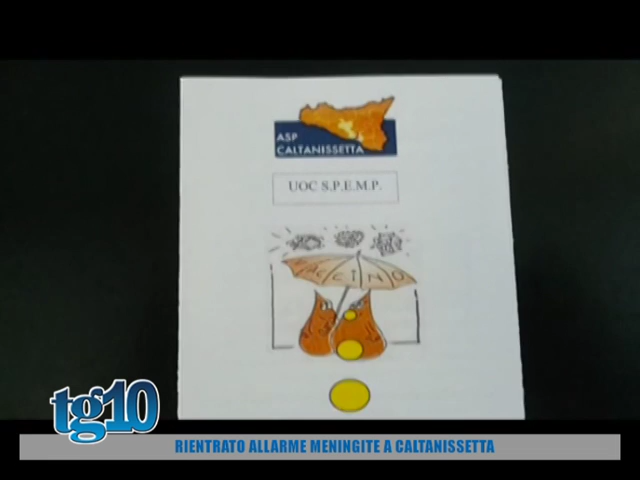 ASP
CALTANISSETTA
UOC S.P.E.M.P.
VACCINO
tg10
RIENTRATO ALLARME MENINGITE A CALTANISSETTA